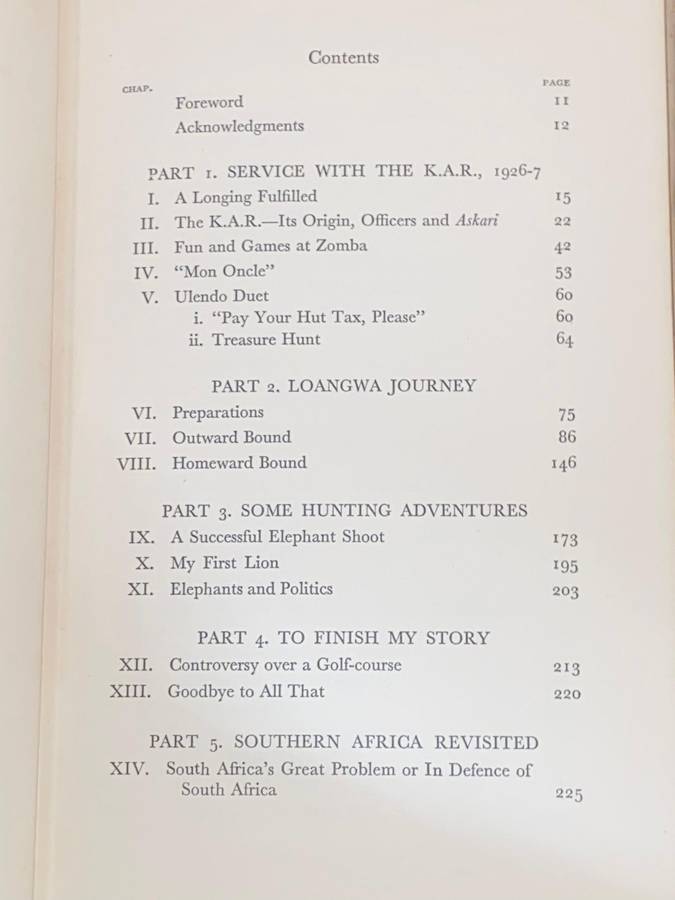 Contents
CHAP. PAGE
Foreword 11
Acknowledgments 12
PART 1. SERVICE WITH THE K.A.R., 1926-7
I. A Longing Fulfilled 15
II. The K.A.R.—Its Origin, Officers and Askari 22
III. Fun and Games at Zomba 42
IV. “Mon Oncle” 53
V. Ulendo Duet 60
i. “Pay Your Hut Tax, Please” 60
ii. Treasure Hunt 64
PART 2. LOANGWA JOURNEY
VI. Preparations 75
VII. Outward Bound 86
VIII. Homeward Bound 146
PART 3. SOME HUNTING ADVENTURES
IX. A Successful Elephant Shoot 173
X. My First Lion 195
XI. Elephants and Politics 203
PART 4. TO FINISH MY STORY
XII. Controversy over a Golf-course 213
XIII. Goodbye to All That 220
PART 5. SOUTHERN AFRICA REVISITED
XIV. South Africa’s Great Problem or In Defence of
South Africa 225